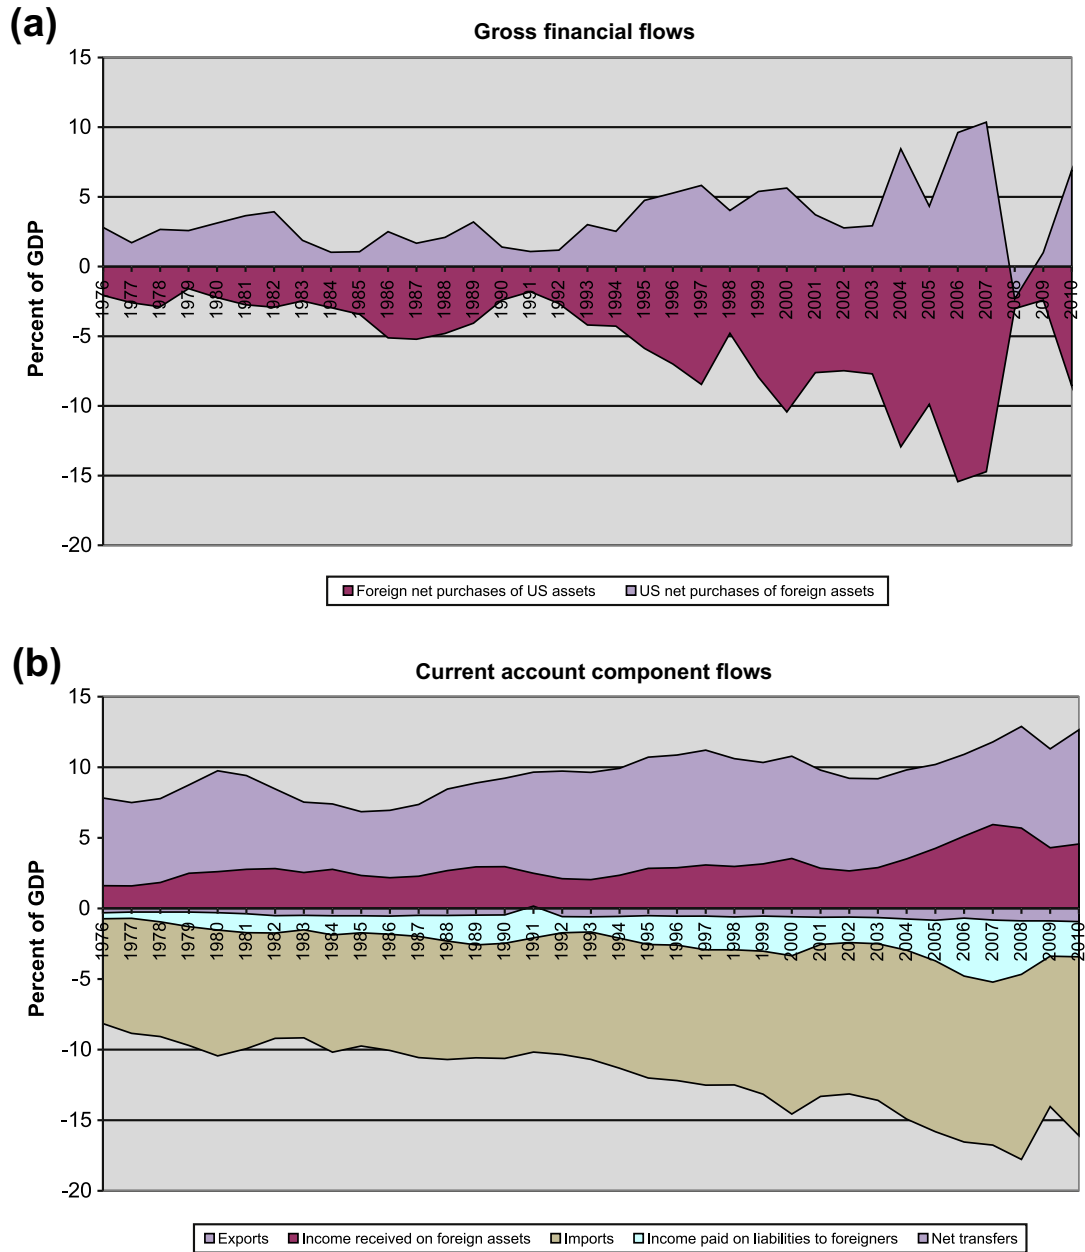 (a)
Gross financial flows
Percent of GDP
15
10
5
0
-5
-10
-15
-20
1976 1977 1978 1979 1980 1981 1982 1983 1984 1985 1986 1987 1988 1989 1990 1991 1992 1993 1994 1995 1996 1997 1998 1999 2000 2001 2002 2003 2004 2005 2006 2007 2008 2009 2010
Foreign net purchases of US assets US net purchases of foreign assets
(b)
Current account component flows
Percent of GDP
15
10
5
0
-5
-10
-15
-20
1976 1977 1978 1979 1980 1981 1982 1983 1984 1985 1986 1987 1988 1989 1990 1991 1992 1993 1994 1995 1996 1997 1998 1999 2000 2001 2002 2003 2004 2005 2006 2007 2008 2009 2010
Exports Income received on foreign assets Imports Income paid on liabilities to foreigners Net transfers